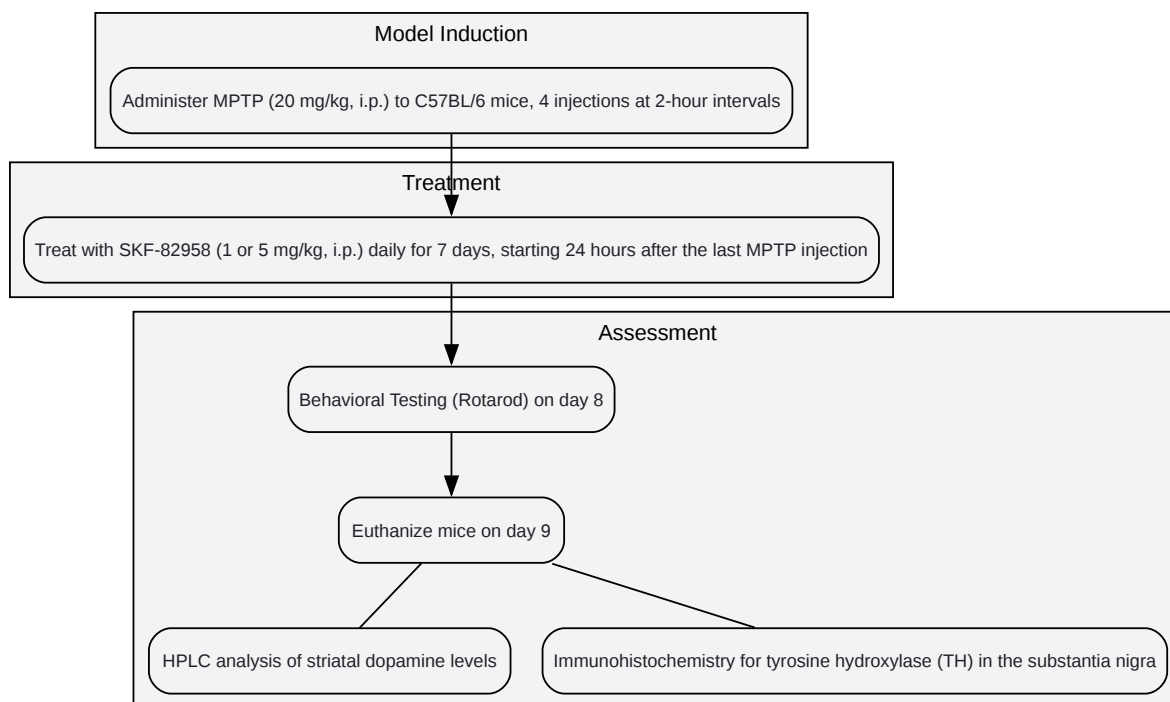 Model Induction
Administer MPTP (20 mg/kg, i.p.) to C57BL/6 mice, 4 injections at 2-hour intervals
Treatment
Treat with SKF-82958 (1 or 5 mg/kg, i.p.) daily for 7 days, starting 24 hours after the last MPTP injection
Assessment
Behavioral Testing (Rotarod) on day 8
Euthanize mice on day 9
HPLC analysis of striatal dopamine levels
Immunohistochemistry for tyrosine hydroxylase (TH) in the substantia nigra